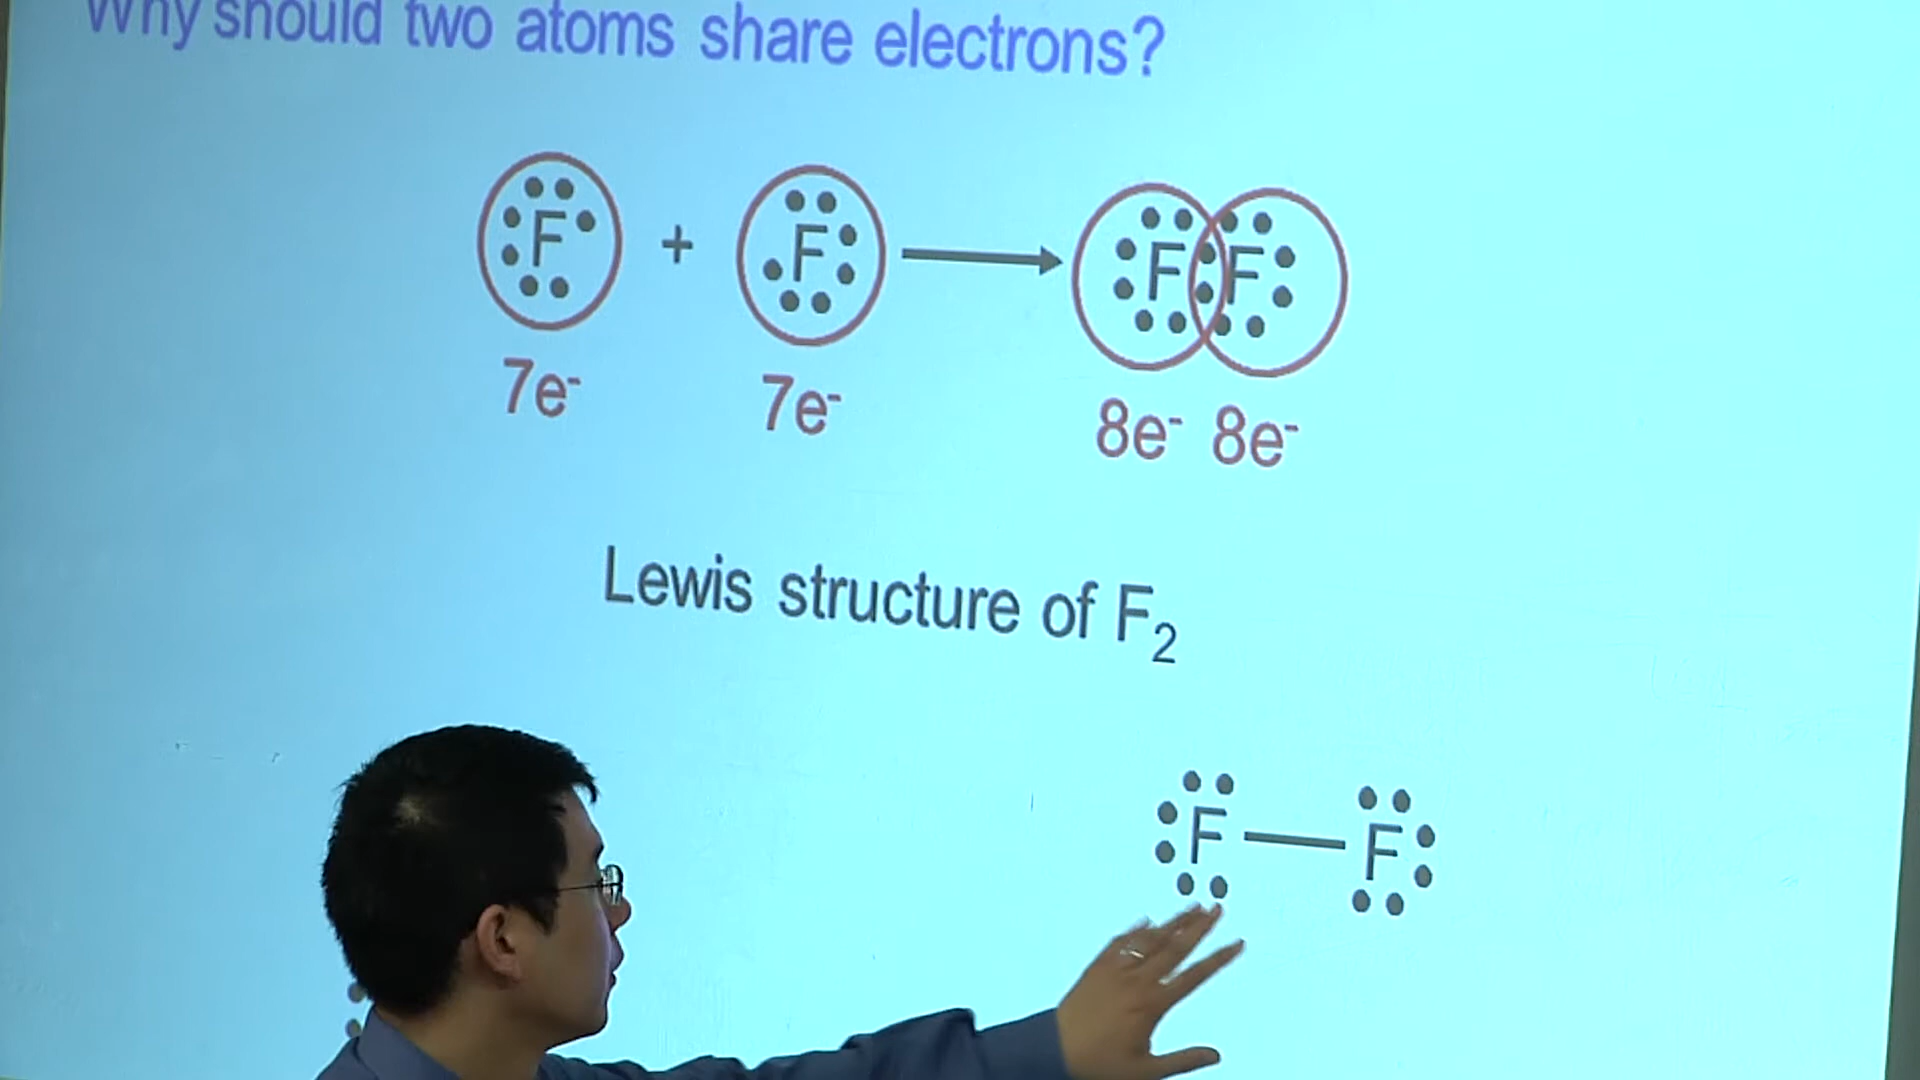 Why should two atoms share electrons?
F + F → F F
7e⁻ 7e⁻ 8e⁻ 8e⁻
Lewis structure of F₂
F — F